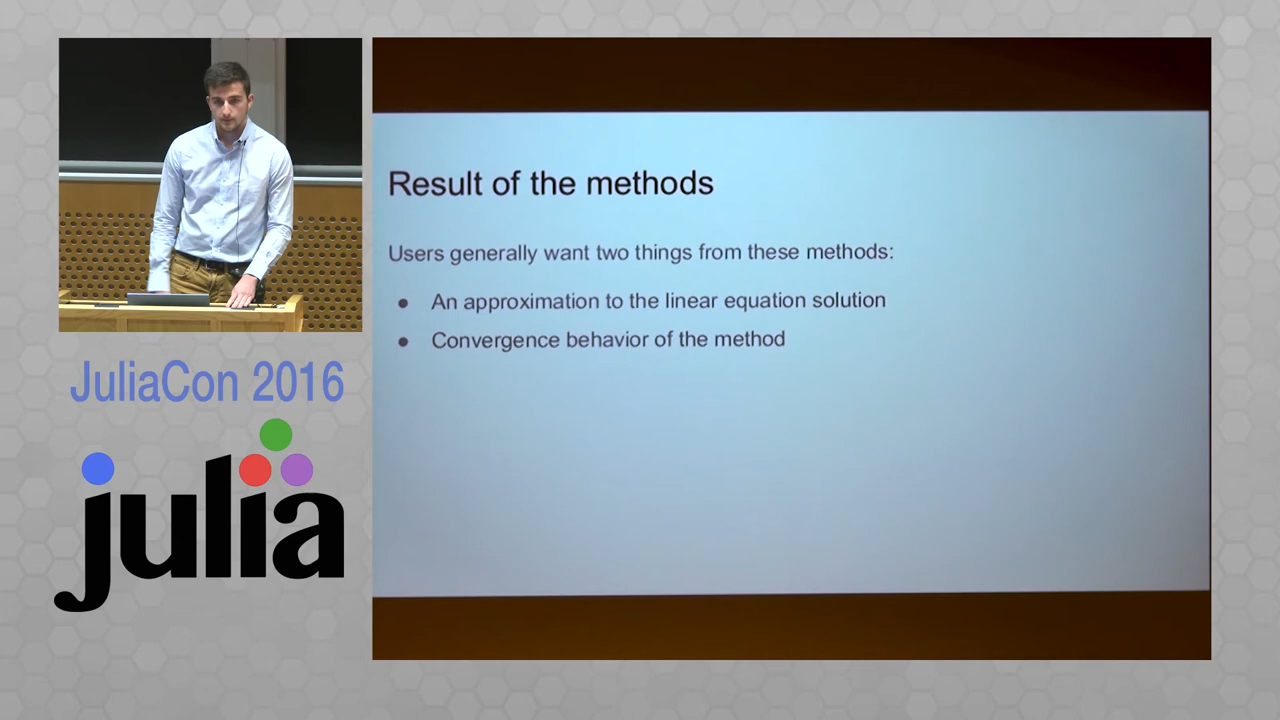 JuliaCon 2016
julia
Result of the methods
Users generally want two things from these methods:
● An approximation to the linear equation solution
● Convergence behavior of the method